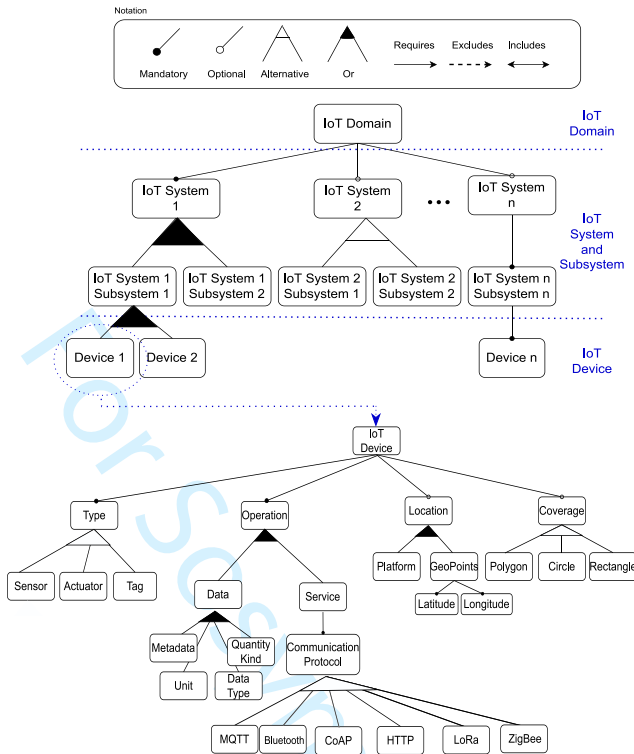 Notation
Mandatory
Optional
Alternative
Or
Requires
Excludes
Includes
IoT Domain
IoT
Domain
IoT System
1
IoT System
2
•••
IoT System
n
IoT
System
and
Subsystem
IoT System 1
Subsystem 1
IoT System 1
Subsystem 2
IoT System 2
Subsystem 1
IoT System 2
Subsystem 2
IoT System n
Subsystem n
Device 1
Device 2
Device n
IoT
Device
IoT
Device
Type
Operation
Location
Coverage
Sensor
Actuator
Tag
Platform
GeoPoints
Polygon
Circle
Rectangle
Data
Service
Latitude
Longitude
Metadata
Quantity
Kind
Communication
Protocol
Unit
Data
Type
MQTT
Bluetooth
CoAP
HTTP
LoRa
ZigBee